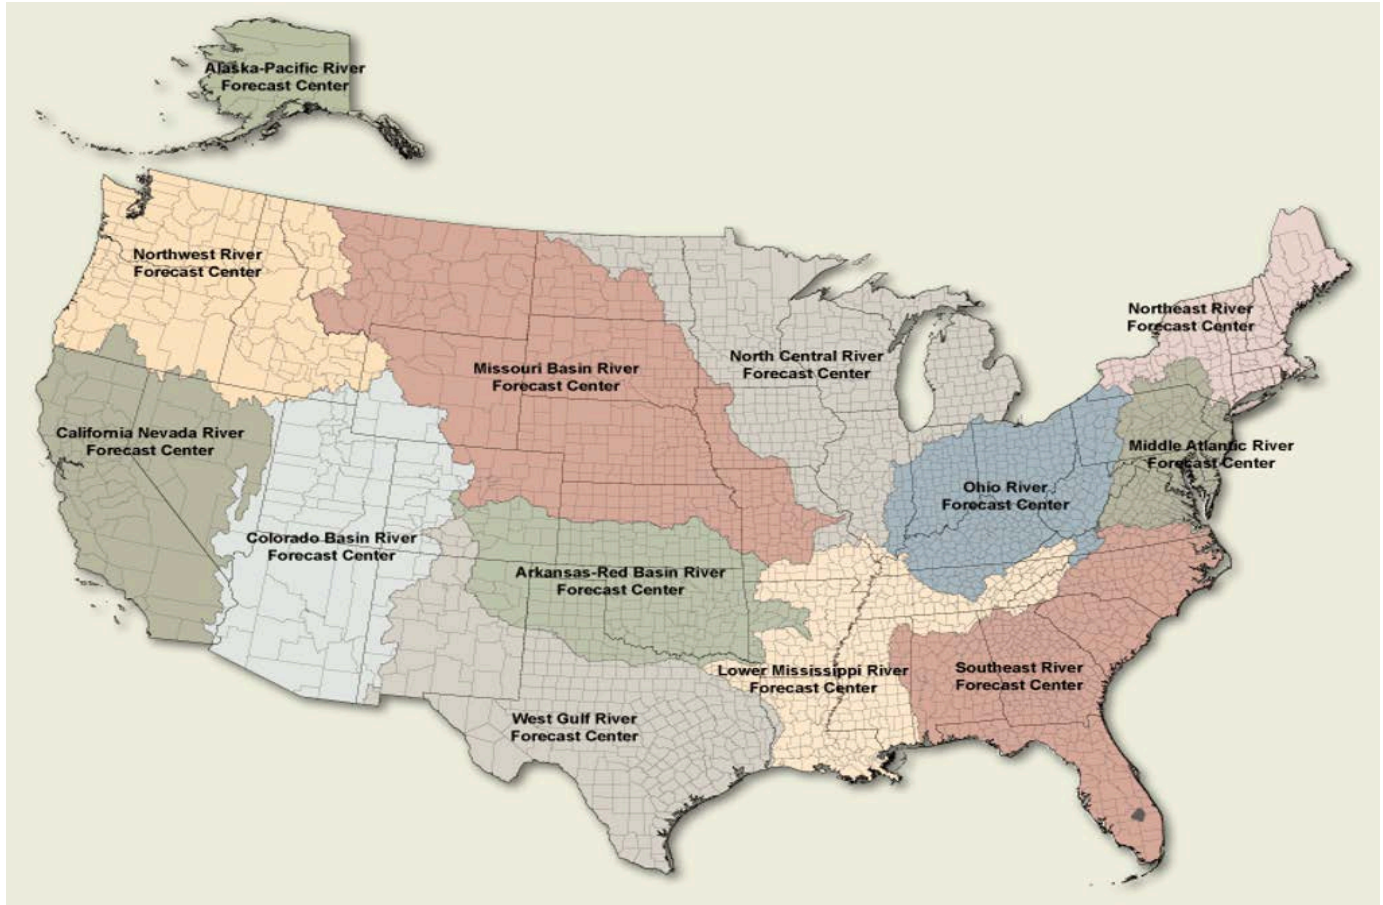 Alaska-Pacific River
Forecast Center
Northwest River
Forecast Center
Northeast River
Forecast Center
Missouri Basin River
Forecast Center
North Central River
Forecast Center
California Nevada River
Forecast Center
Middle Atlantic River
Forecast Center
Ohio River
Forecast Center
Colorado Basin River
Forecast Center
Arkansas-Red Basin River
Forecast Center
Lower Mississippi River
Forecast Center
Southeast River
Forecast Center
West Gulf River
Forecast Center